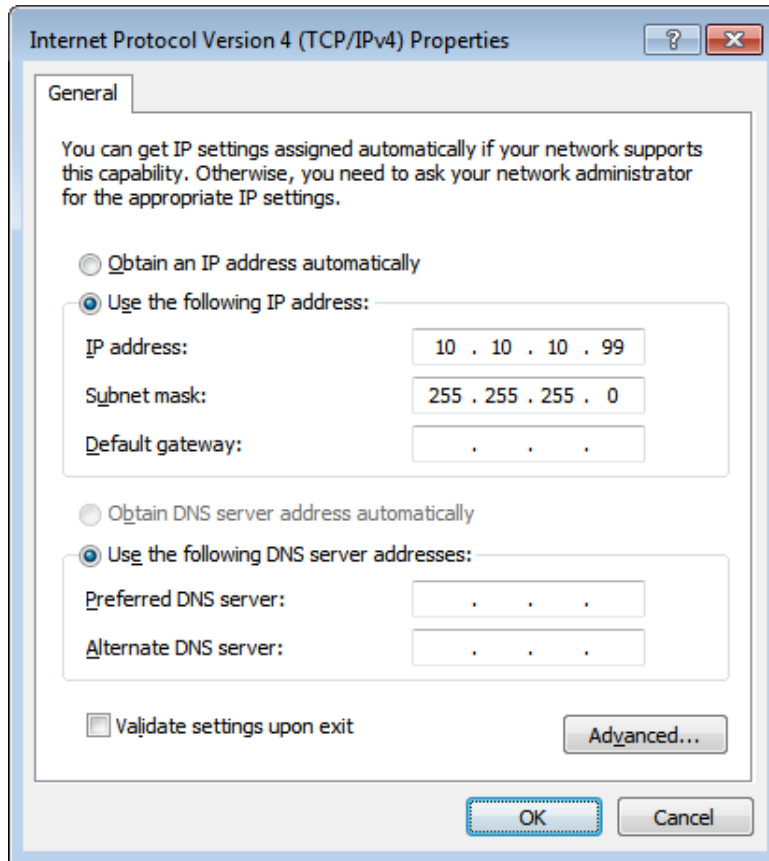 Internet Protocol Version 4 (TCP/IPv4) Properties
General
You can get IP settings assigned automatically if your network supports
this capability. Otherwise, you need to ask your network administrator
for the appropriate IP settings.
Obtain an IP address automatically
Use the following IP address:
IP address: 10 . 10 . 10 . 99
Subnet mask: 255 . 255 . 255 . 0
Default gateway: . . .
Obtain DNS server address automatically
Use the following DNS server addresses:
Preferred DNS server: . . .
Alternate DNS server: . . .
Validate settings upon exit
Advanced...
OK Cancel